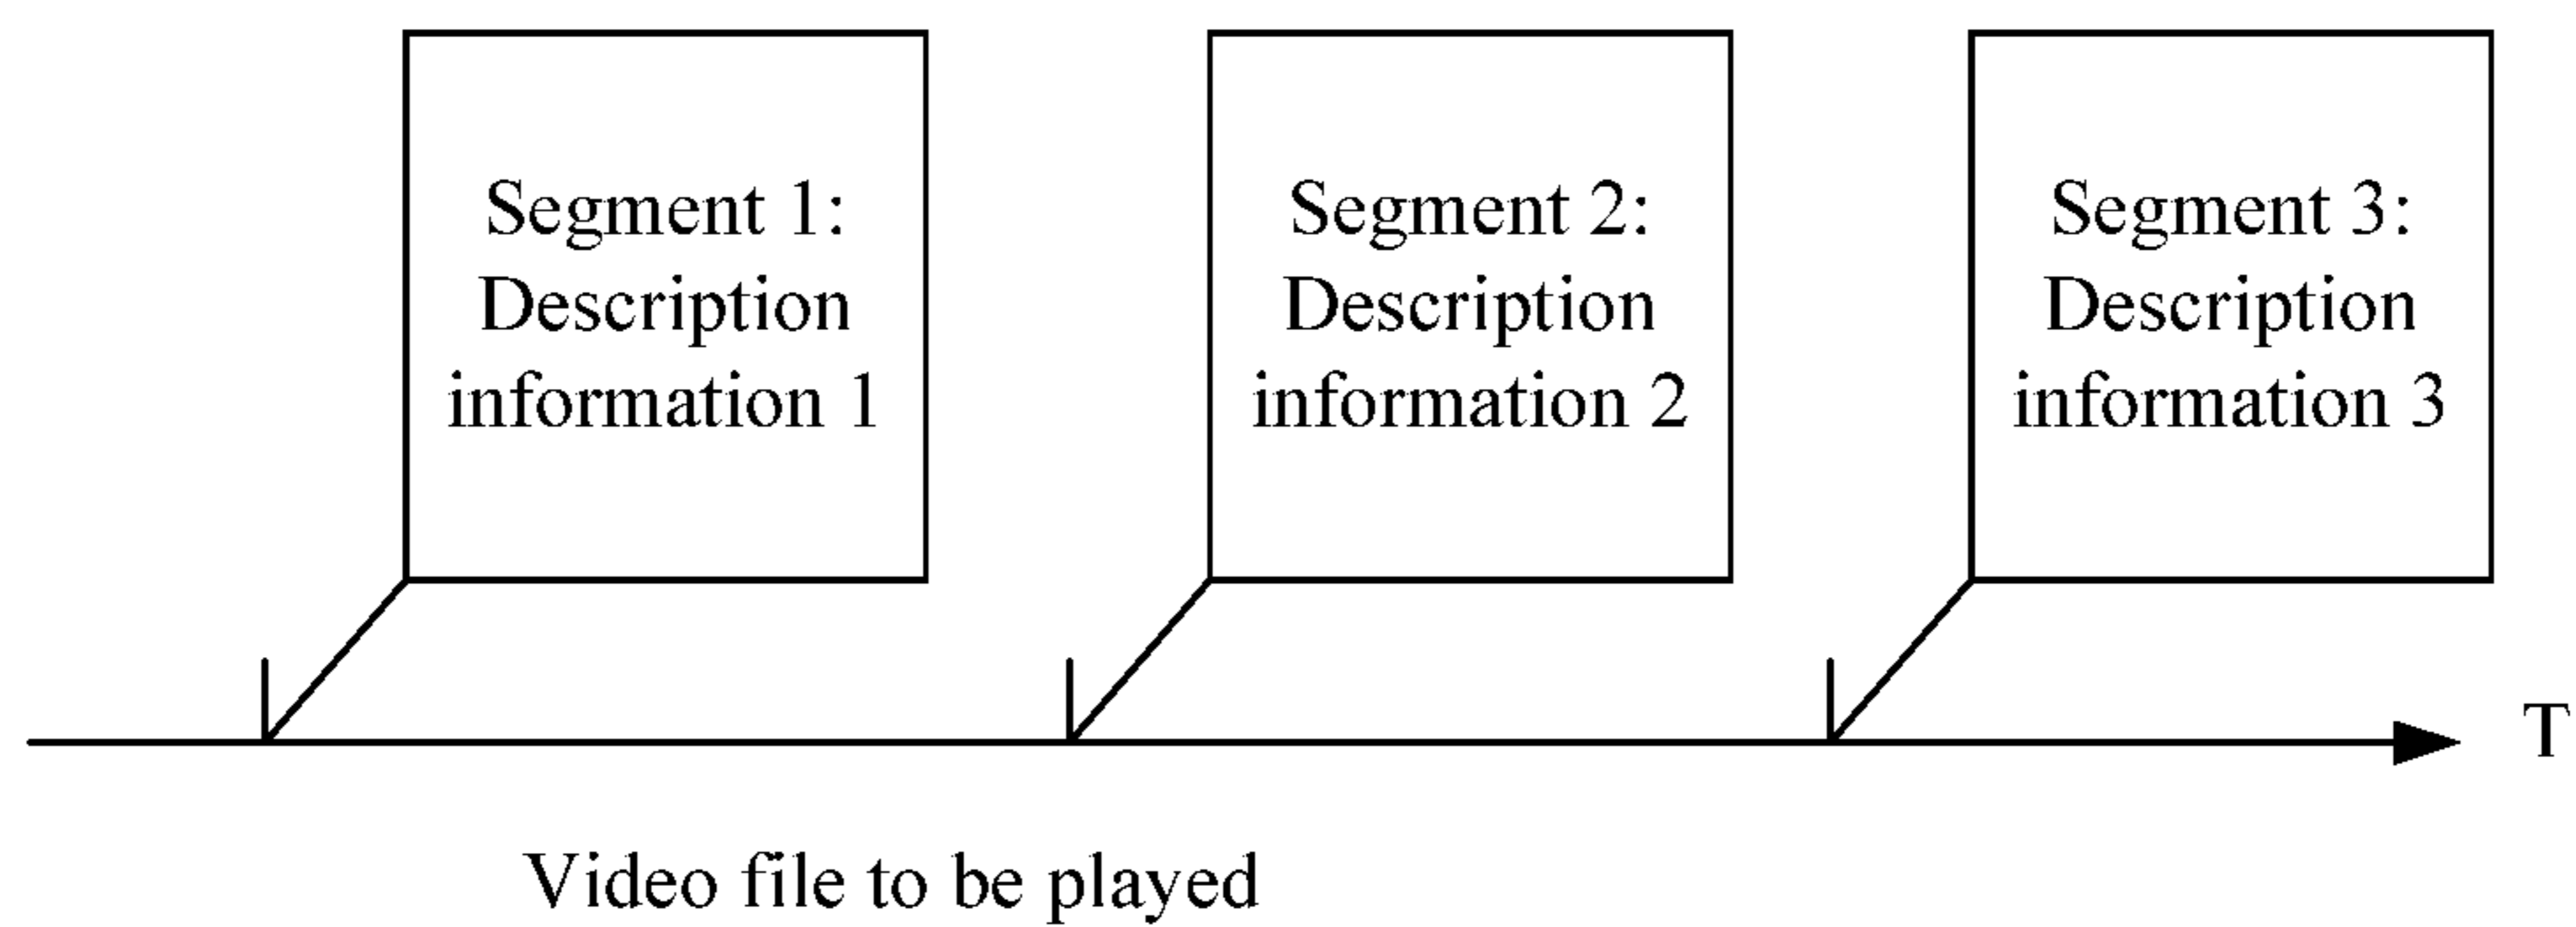 Segment 1:
Description
information 1
Segment 2:
Description
information 2
Segment 3:
Description
information 3
T
Video file to be played